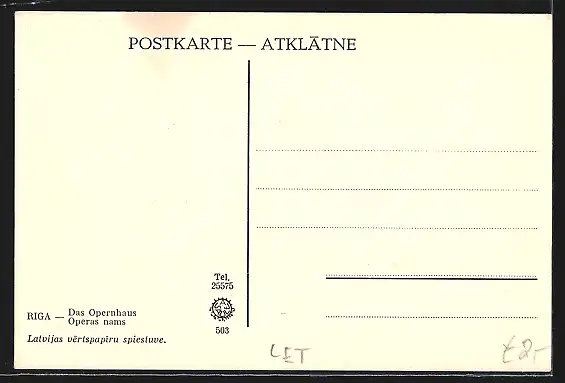 POSTKARTE — ATKLĀTNE
Tel.
25575
503
RIGA — Das Opernhaus
Operas nams
Latvijas vērtspapīru spiestuve.
LET